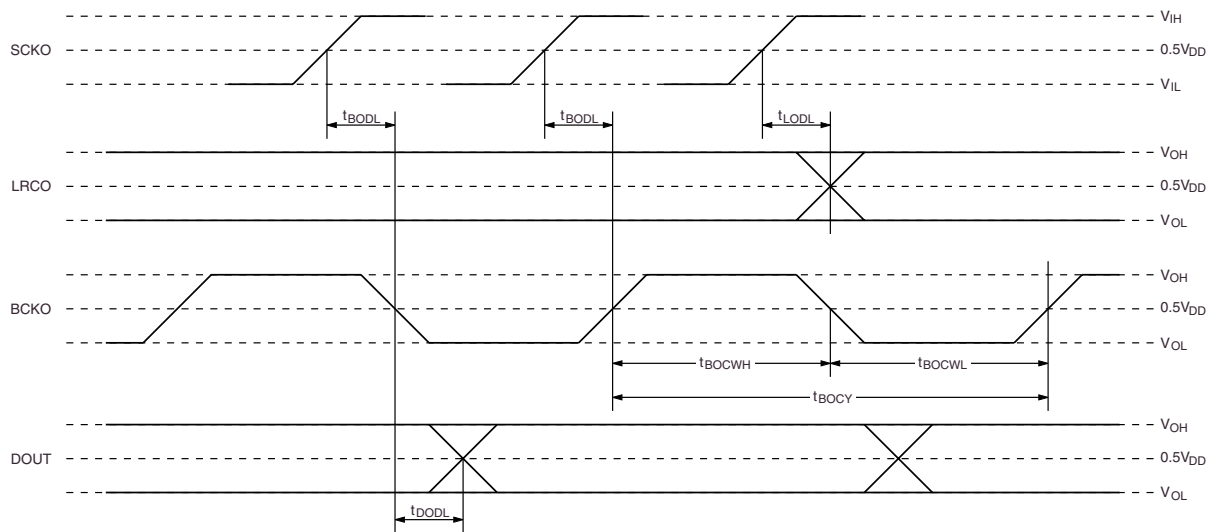 SCKO
VIH
0.5VDD
VIL
tBODL
tBODL
tLODL
LRCO
VOH
0.5VDD
VOL
BCKO
VOH
0.5VDD
VOL
tBOCWH
tBOCWL
tBOCY
DOUT
VOH
0.5VDD
VOL
tDODL